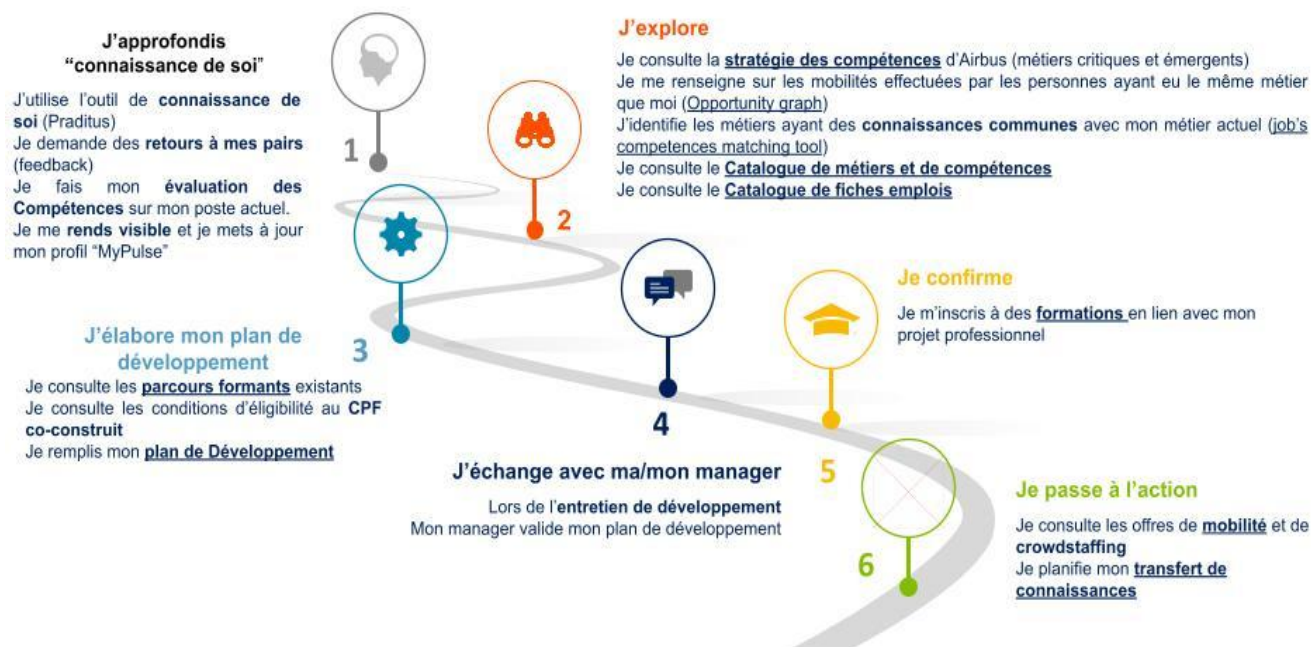 J'approfondis
“connaissance de soi”
J'utilise l'outil de connaissance de
soi (Praditus)
Je demande des retours à mes pairs
(feedback)
Je fais mon évaluation des
Compétences sur mon poste actuel.
Je me rends visible et je mets à jour
mon profil “MyPulse”
1
J'explore
Je consulte la stratégie des compétences d'Airbus (métiers critiques et émergents)
Je me renseigne sur les mobilités effectuées par les personnes ayant eu le même métier
que moi (Opportunity graph)
J'identifie les métiers ayant des connaissances communes avec mon métier actuel (job's
competences matching tool)
Je consulte le Catalogue de métiers et de compétences
Je consulte le Catalogue de fiches emplois
2
J'élabore mon plan de
développement
Je consulte les parcours formants existants
Je consulte les conditions d'éligibilité au CPF
co-construit
Je remplis mon plan de Développement
3
4
J'échange avec ma/mon manager
Lors de l'entretien de développement
Mon manager valide mon plan de développement
Je confirme
Je m'inscris à des formations en lien avec mon
projet professionnel
5
Je passe à l'action
Je consulte les offres de mobilité et de
crowdstaffing
Je planifie mon transfert de
connaissances
6